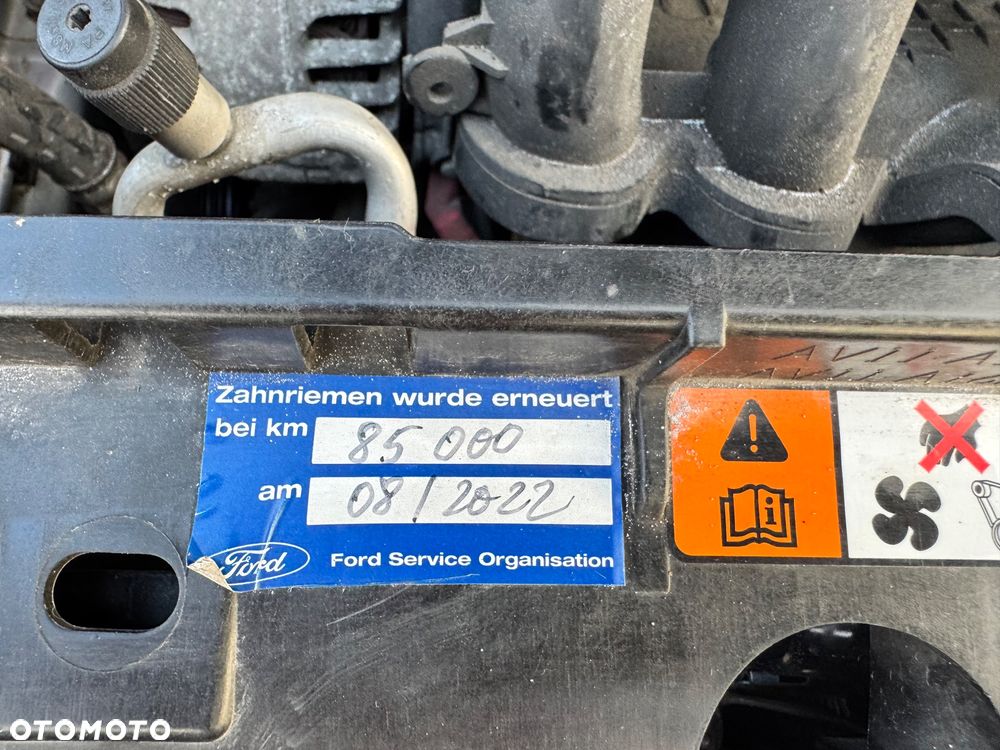 Zahnriemen wurde erneuert
bei km 85 000
am 08/2022
Ford Ford Service Organisation
OTOMOTO